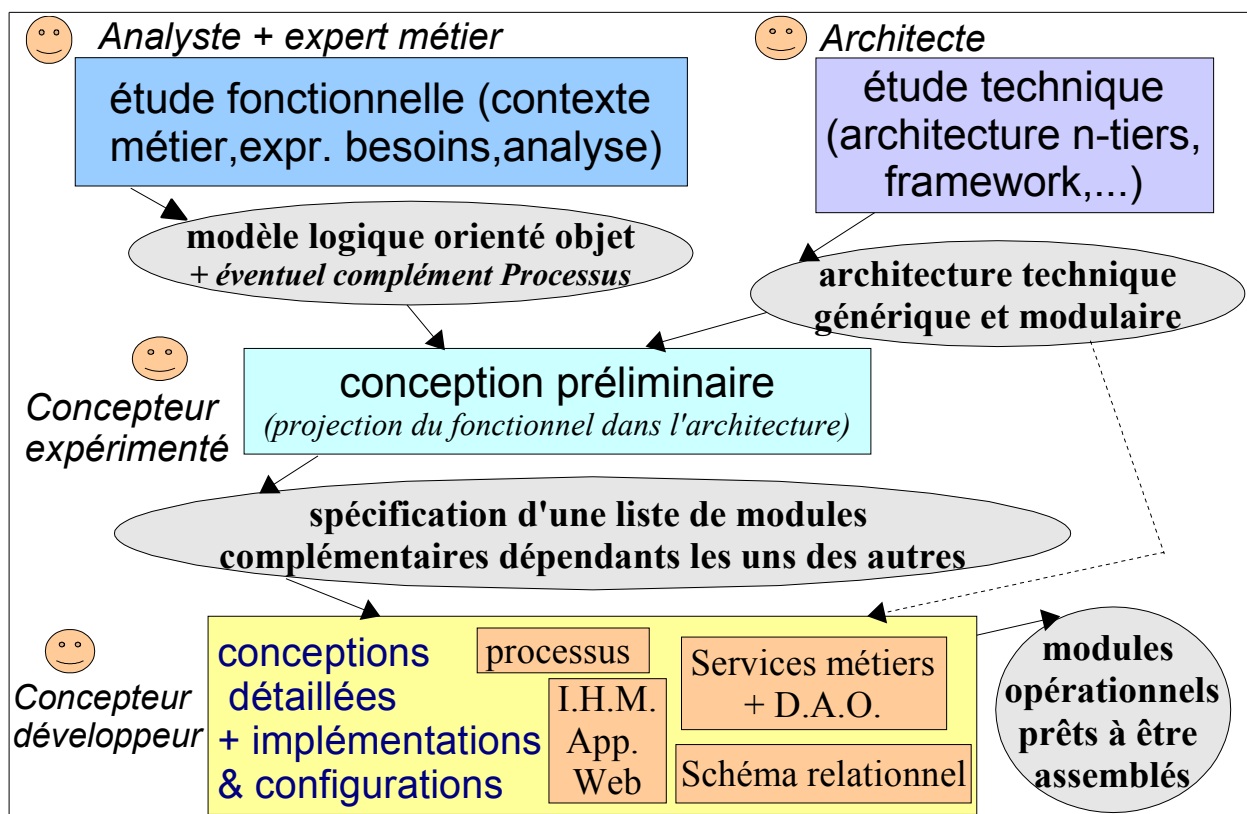 Analyste + expert métier
étude fonctionnelle (contexte
métier,expr. besoins,analyse)
Architecte
étude technique
(architecture n-tiers,
framework,...)
modèle logique orienté objet
+ éventuel complément Processus
architecture technique
générique et modulaire
Concepteur
expérimenté
conception préliminaire
(projection du fonctionnel dans l'architecture)
spécification d'une liste de modules
complémentaires dépendants les uns des autres
Concepteur
développeur
conceptions
détaillées
+ implémentations
& configurations
processus
I.H.M.
App.
Web
Services métiers
+ D.A.O.
Schéma relationnel
modules
opérationnels
prêts à être
assemblés